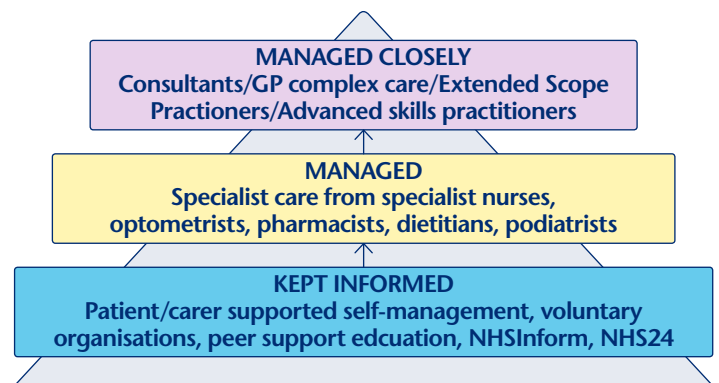 MANAGED CLOSELY
Consultants/GP complex care/Extended Scope
Practioners/Advanced skills practitioners
MANAGED
Specialist care from specialist nurses,
optometrists, pharmacists, dietitians, podiatrists
KEPT INFORMED
Patient/carer supported self-management, voluntary
organisations, peer support edcuation, NHSInform, NHS24